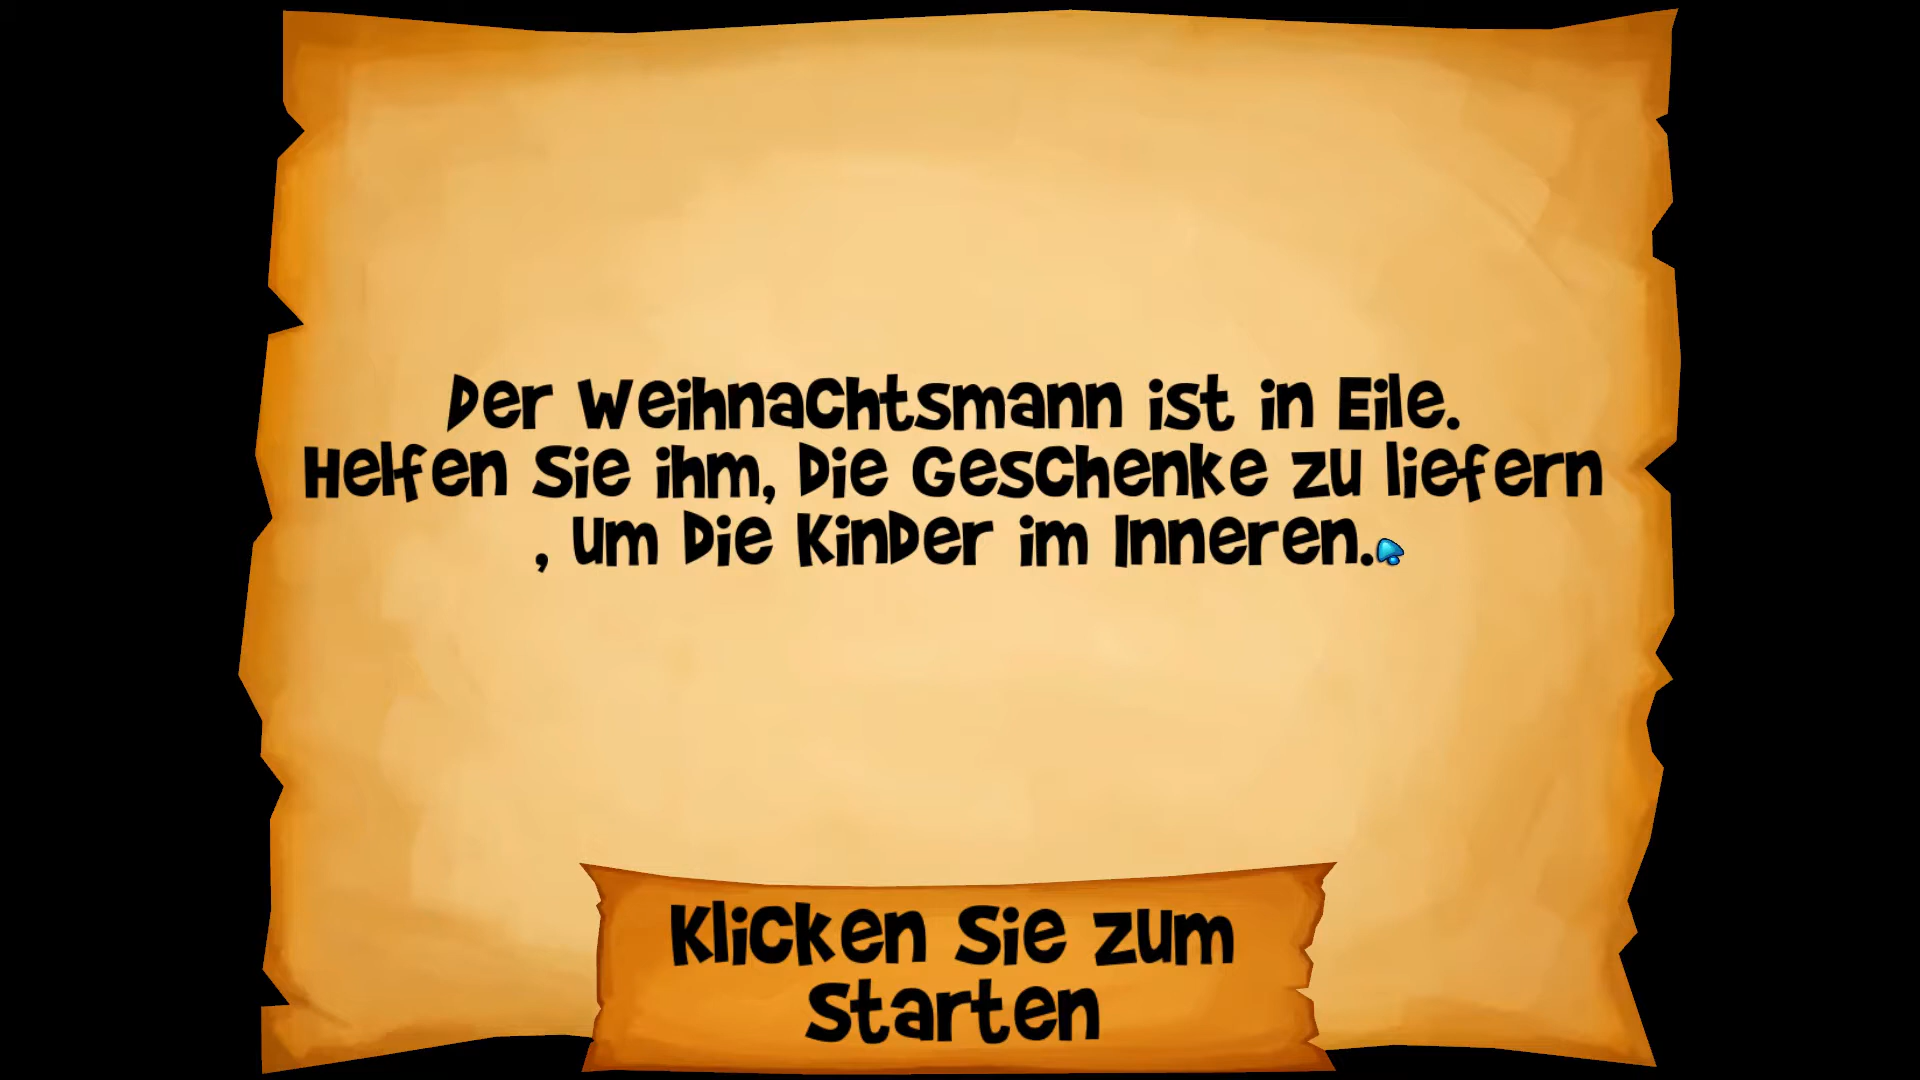 Der Weihnachtsmann ist in Eile.
Helfen Sie ihm, Die Geschenke zu liefern
, um Die Kinder im Inneren.
Klicken Sie zum
Starten